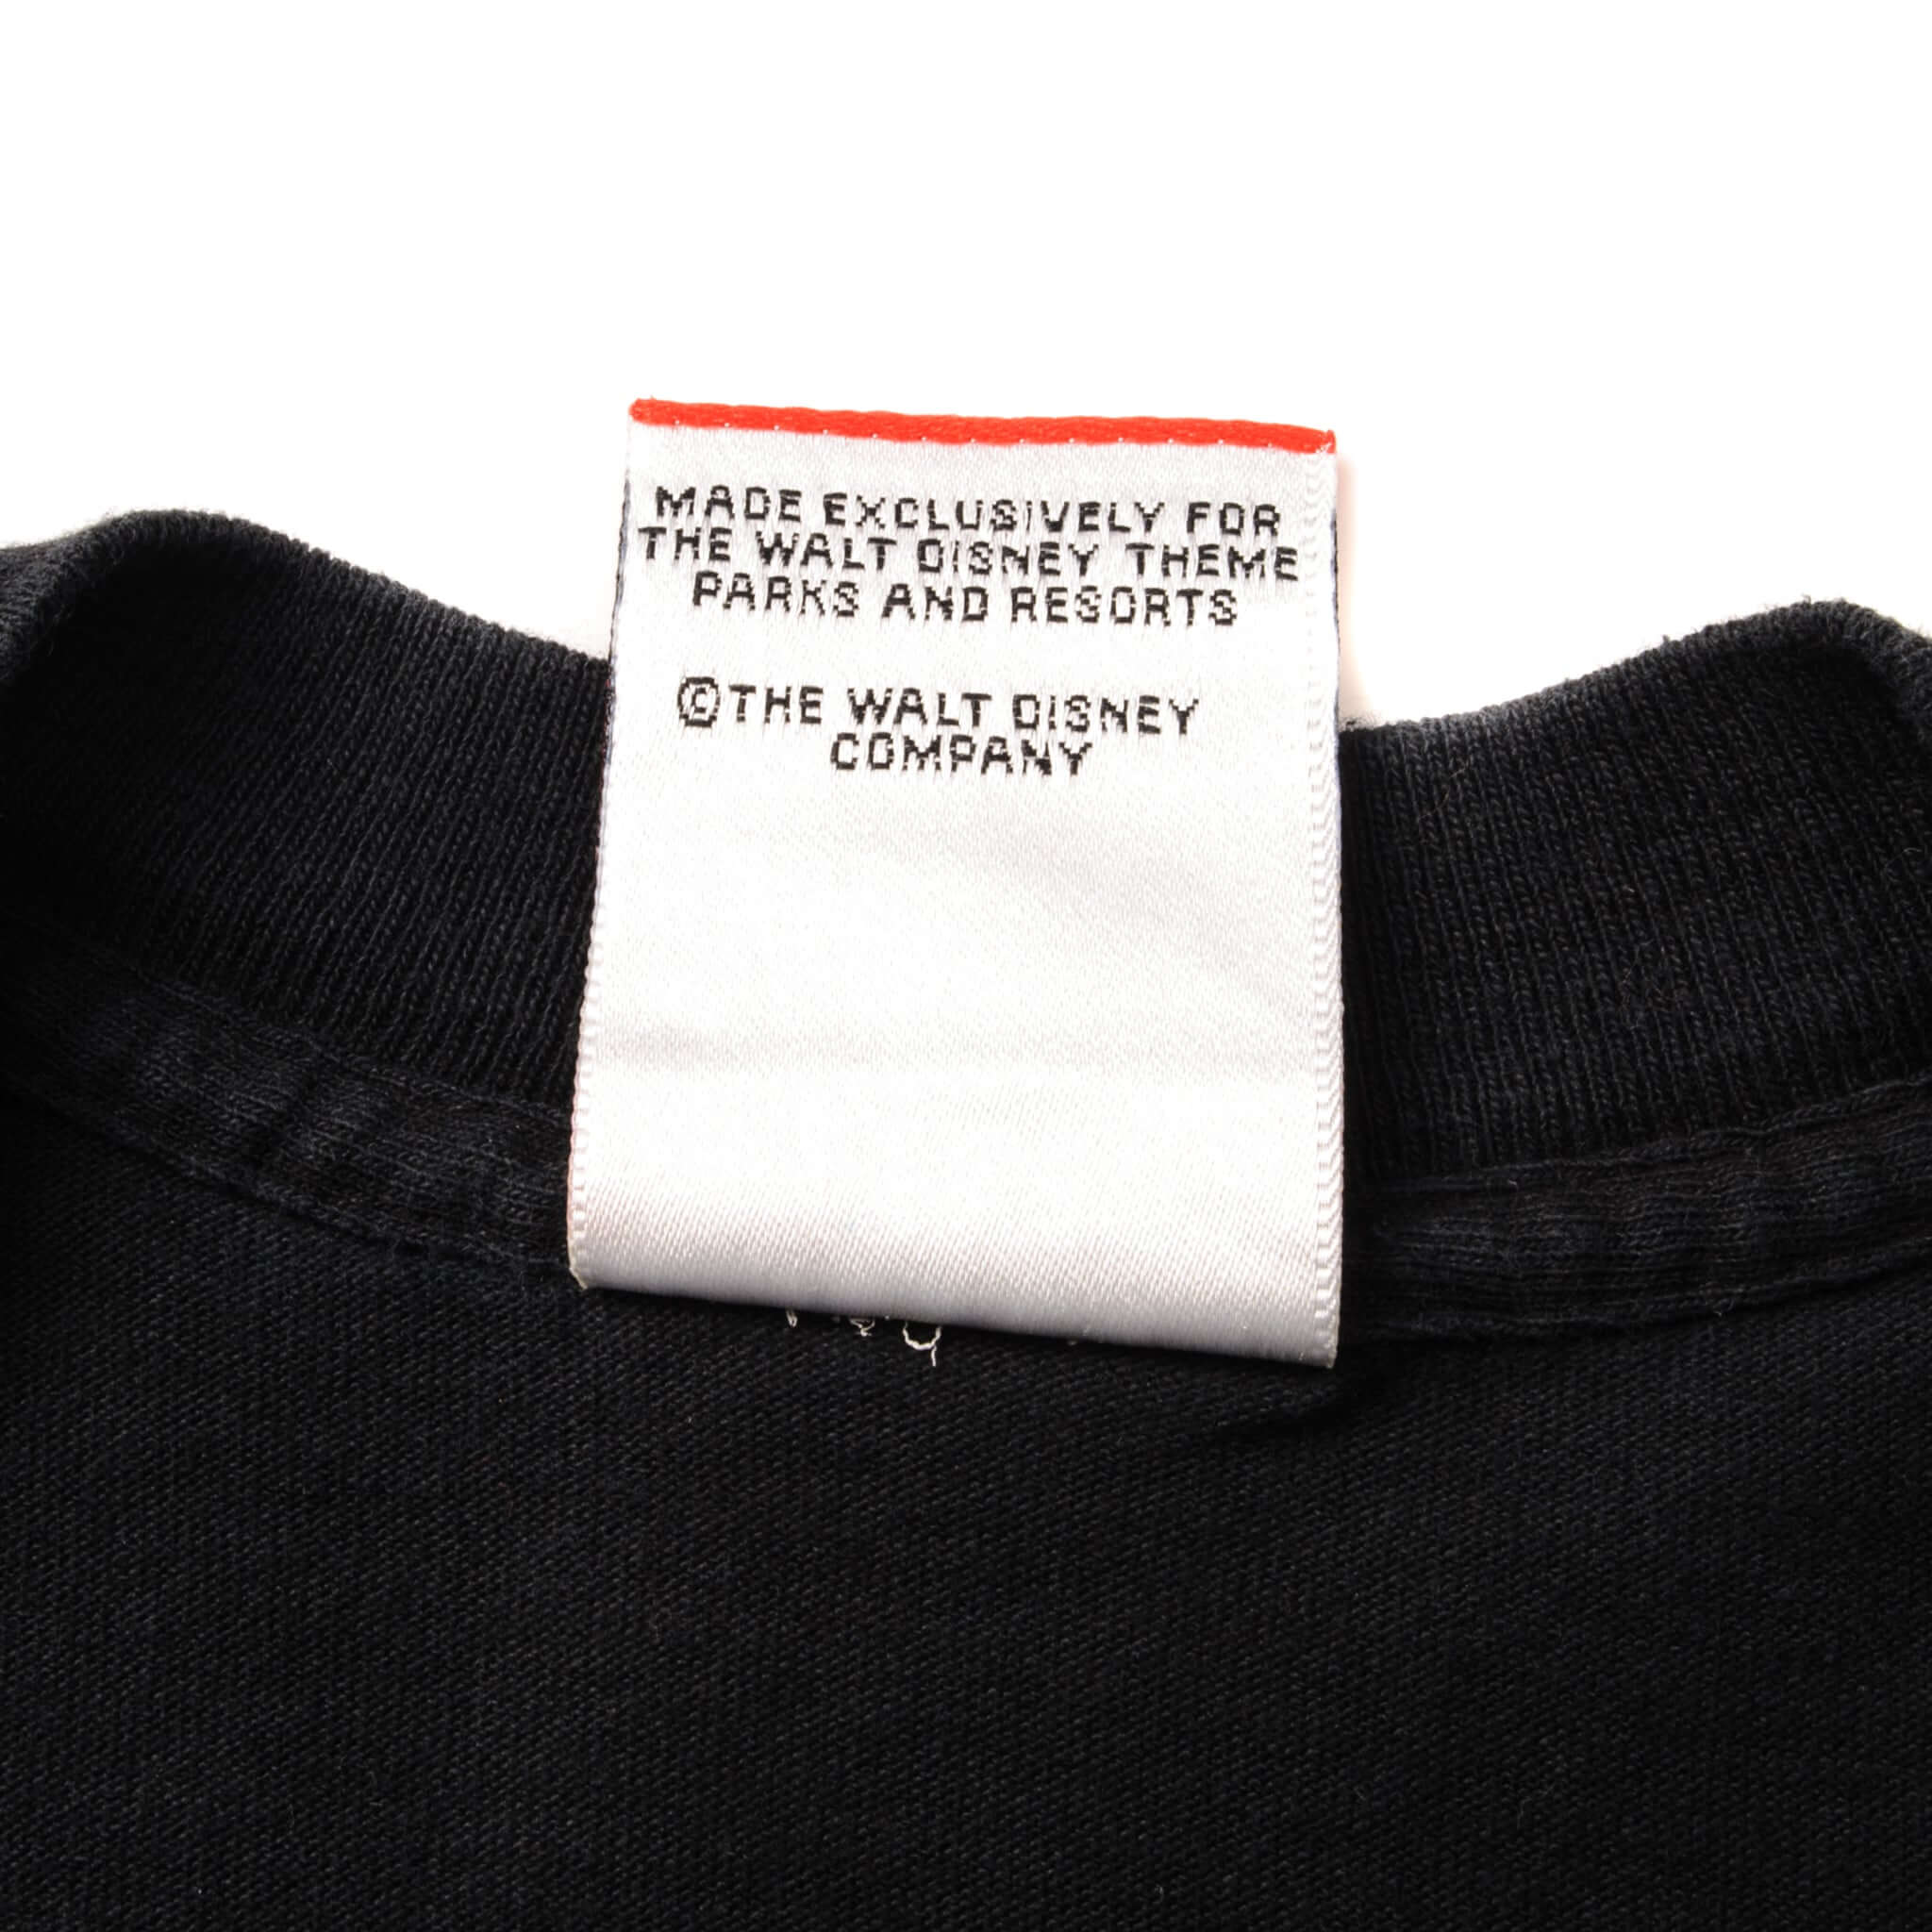 MADE EXCLUSIVELY FOR
THE WALT DISNEY THEME
PARKS AND RESORTS
©THE WALT DISNEY
COMPANY